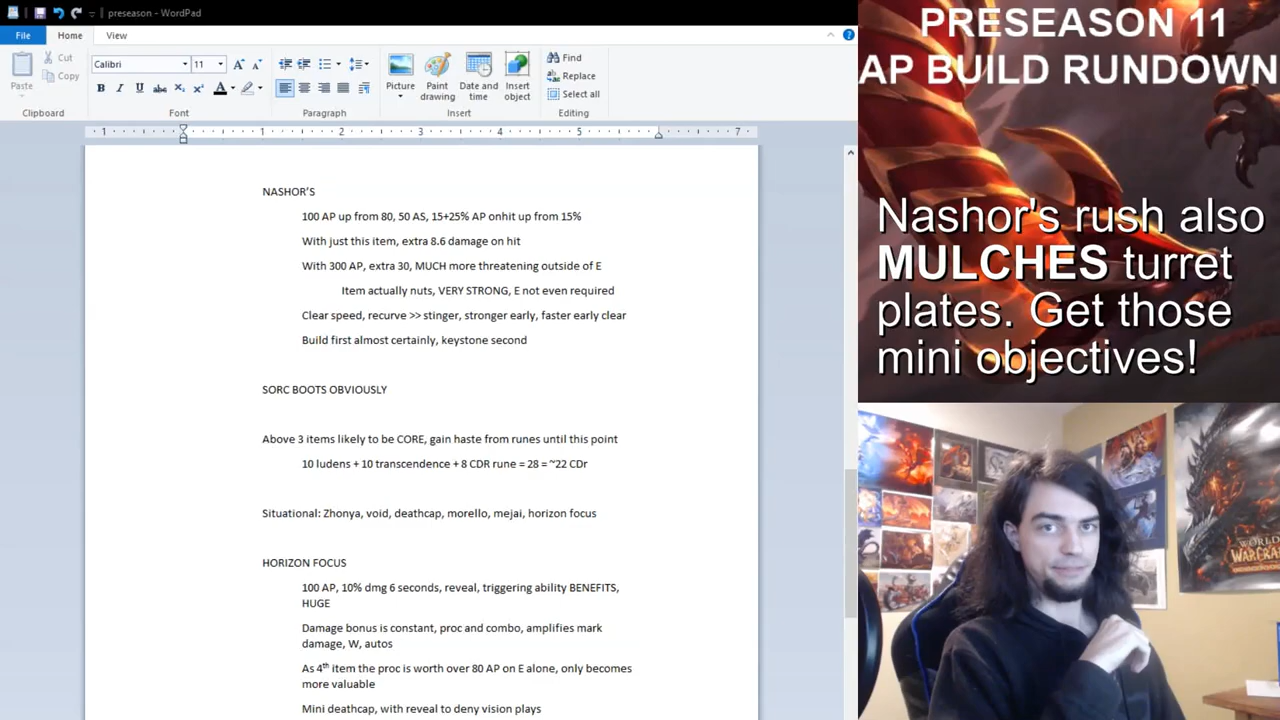 preseason - WordPad
File
Home
View
Paste
Cut
Copy
Clipboard
Calibri
11
Font
Paragraph
Picture
Paint drawing
Date and time
Insert object
Insert
Find
Replace
Select all
Editing
1 1 2 3 4 5 7
NASHOR'S
100 AP up from 80, 50 AS, 15+25% AP onhit up from 15%
With just this item, extra 8.6 damage on hit
With 300 AP, extra 30, MUCH more threatening outside of E
Item actually nuts, VERY STRONG, E not even required
Clear speed, recurve >> stinger, stronger early, faster early clear
Build first almost certainly, keystone second
SORC BOOTS OBVIOUSLY
Above 3 items likely to be CORE, gain haste from runes until this point
10 ludens + 10 transcendence + 8 CDR rune = 28 = ~22 CDr
Situational: Zhonya, void, deathcap, morello, mejai, horizon focus
HORIZON FOCUS
100 AP, 10% dmg 6 seconds, reveal, triggering ability BENEFITS,
HUGE
Damage bonus is constant, proc and combo, amplifies mark
damage, W, autos
As 4th item the proc is worth over 80 AP on E alone, only becomes
more valuable
Mini deathcap, with reveal to deny vision plays
PRESEASON 11
AP BUILD RUNDOWN
Nashor's rush also
MULCHES turret
plates. Get those
mini objectives!
WORLD
WARCRAFT